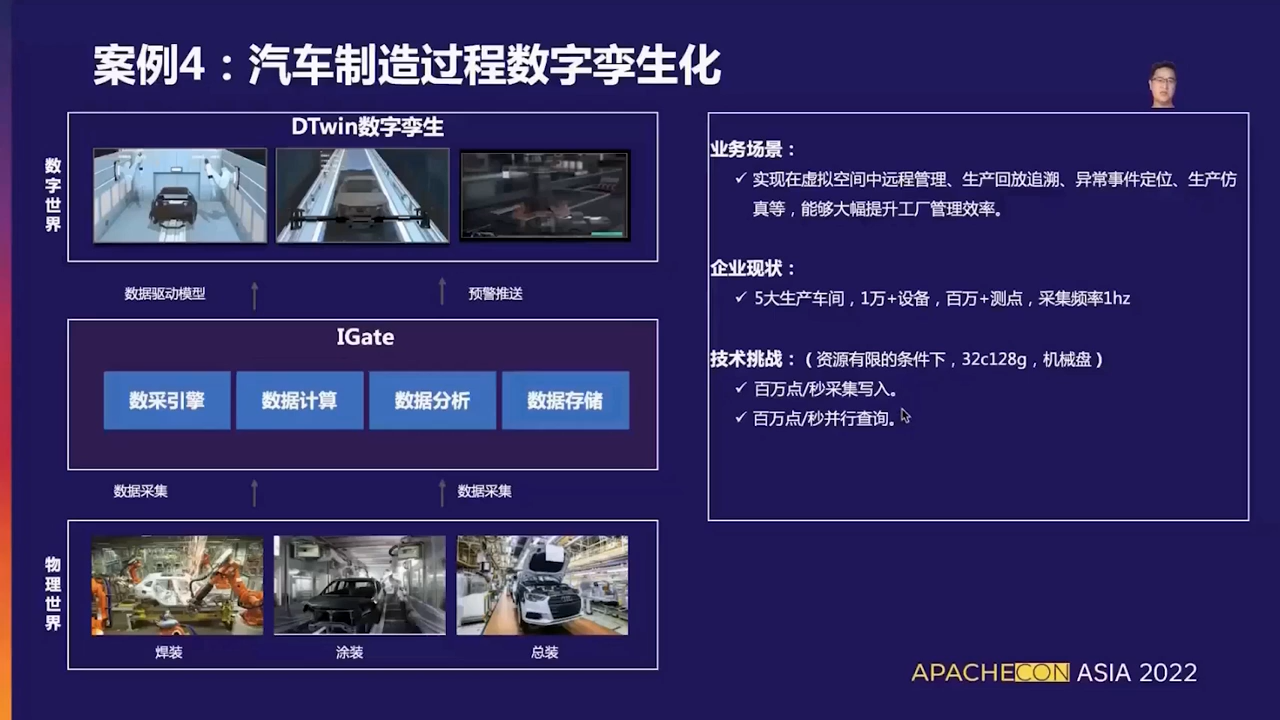 案例4：汽车制造过程数字孪生化
数字世界
DTwin数字孪生
数据驱动模型
预警推送
IGate
数采引擎
数据计算
数据分析
数据存储
数据采集
数据采集
物理世界
焊装
涂装
总装
业务场景：
✓ 实现在虚拟空间中远程管理、生产回放追溯、异常事件定位、生产仿
真等，能够大幅提升工厂管理效率。
企业现状：
✓ 5大生产车间，1万+设备，百万+测点，采集频率1hz
技术挑战：（资源有限的条件下，32c128g，机械盘）
✓ 百万点/秒采集写入。
✓ 百万点/秒并行查询。
APACHECON ASIA 2022